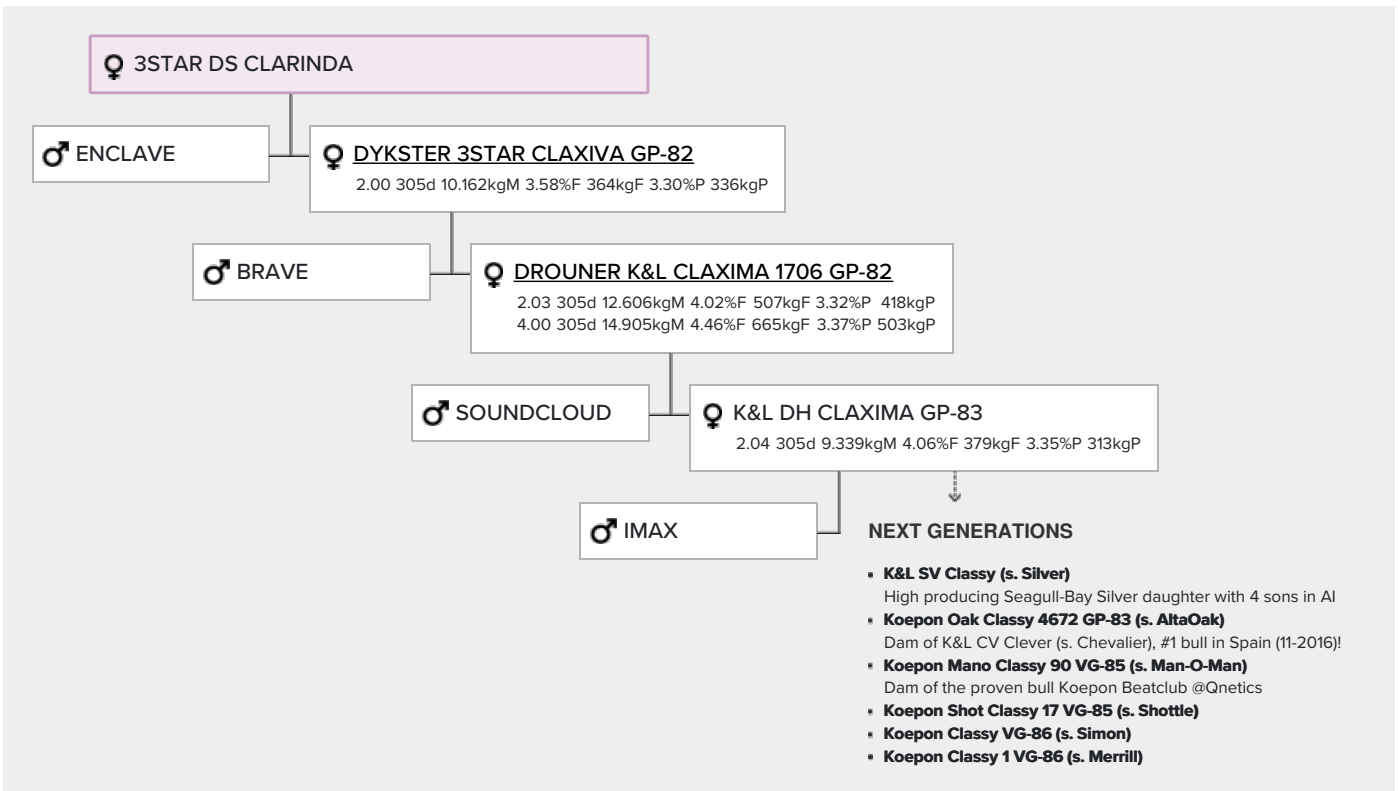 3STAR DS CLARINDA
ENCLAVE
DYKSTER 3STAR CLAXIVA GP-82
2.00 305d 10.162kgM 3.58%F 364kgF 3.30%P 336kgP
BRAVE
DROUNER K&L CLAXIMA 1706 GP-82
2.03 305d 12.606kgM 4.02%F 507kgF 3.32%P 418kgP
4.00 305d 14.905kgM 4.46%F 665kgF 3.37%P 503kgP
SOUNDCLOUD
K&L DH CLAXIMA GP-83
2.04 305d 9.339kgM 4.06%F 379kgF 3.35%P 313kgP
IMAX
NEXT GENERATIONS
K&L SV Classy (s. Silver)
High producing Seagull-Bay Silver daughter with 4 sons in AI
Koepon Oak Classy 4672 GP-83 (s. AltaOak)
Dam of K&L CV Clever (s. Chevalier), #1 bull in Spain (11-2016)!
Koepon Mano Classy 90 VG-85 (s. Man-O-Man)
Dam of the proven bull Koepon Beatclub @Qnetics
Koepon Shot Classy 17 VG-85 (s. Shottle)
Koepon Classy VG-86 (s. Simon)
Koepon Classy 1 VG-86 (s. Merrill)